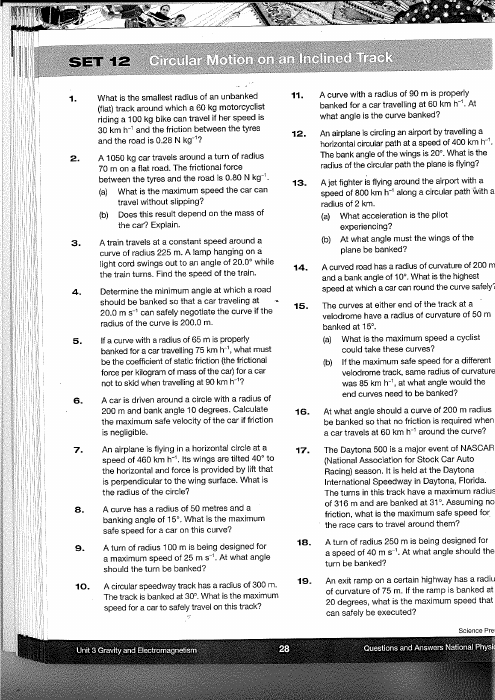 SET 12 Circular Motion on an Inclined Track
1. What is the smallest radius of an unbanked
(flat) track around which a 60 kg motorcyclist
riding a 100 kg bike can travel if her speed is
30 km h⁻¹ and the friction between the tyres
and the road is 0.28 N kg⁻¹?
2. A 1050 kg car travels around a turn of radius
70 m on a flat road. The frictional force
between the tyres and the road is 0.80 N kg⁻¹.
(a) What is the maximum speed the car can
travel without slipping?
(b) Does this result depend on the mass of
the car? Explain.
3. A train travels at a constant speed around a
curve of radius 225 m. A lamp hanging on a
light cord swings out to an angle of 20.0° while
the train turns. Find the speed of the train.
4. Determine the minimum angle at which a road
should be banked so that a car traveling at
20.0 m s⁻¹ can safely negotiate the curve if the
radius of the curve is 200.0 m.
5. If a curve with a radius of 65 m is properly
banked for a car travelling 75 km h⁻¹, what must
be the coefficient of static friction (the frictional
force per kilogram of mass of the car) for a car
not to skid when travelling at 90 km h⁻¹?
6. A car is driven around a circle with a radius of
200 m and bank angle 10 degrees. Calculate
the maximum safe velocity of the car if friction
is negligible.
7. An airplane is flying in a horizontal circle at a
speed of 460 km h⁻¹. Its wings are tilted 40° to
the horizontal and force is provided by lift that
is perpendicular to the wing surface. What is
the radius of the circle?
8. A curve has a radius of 50 metres and a
banking angle of 15°. What is the maximum
safe speed for a car on this curve?
9. A turn of radius 100 m is being designed for
a maximum speed of 25 m s⁻¹. At what angle
should the turn be banked?
10. A circular speedway track has a radius of 300 m.
The track is banked at 30°. What is the maximum
speed for a car to safely travel on this track?
11. A curve with a radius of 90 m is properly
banked for a car travelling at 60 km h⁻¹. At
what angle is the curve banked?
12. An airplane is circling an airport by travelling a
horizontal circular path at a speed of 400 km h⁻¹.
The bank angle of the wings is 20°. What is the
radius of the circular path the plane is flying?
13. A jet fighter is flying around the airport with a
speed of 800 km h⁻¹ along a circular path with a
radius of 2 km.
(a) What acceleration is the pilot
experiencing?
(b) At what angle must the wings of the
plane be banked?
14. A curved road has a radius of curvature of 200 m
and a bank angle of 10°. What is the highest
speed at which a car can round the curve safely?
15. The curves at either end of the track at a
velodrome have a radius of curvature of 50 m
banked at 15°.
(a) What is the maximum speed a cyclist
could take these curves?
(b) If the maximum safe speed for a different
velodrome track, same radius of curvature
was 85 km h⁻¹, at what angle would the
end curves need to be banked?
16. At what angle should a curve of 200 m radius
be banked so that no friction is required when
a car travels at 60 km h⁻¹ around the curve?
17. The Daytona 500 is a major event of NASCAR
(National Association for Stock Car Auto
Racing) season. It is held at the Daytona
International Speedway in Daytona, Florida.
The turns in this track have a maximum radius
of 316 m and are banked at 31°. Assuming no
friction, what is the maximum safe speed for
the race cars to travel around them?
18. A turn of radius 250 m is being designed for
a speed of 40 m s⁻¹. At what angle should the
turn be banked?
19. An exit ramp on a certain highway has a radiu
of curvature of 75 m. If the ramp is banked at
20 degrees, what is the maximum speed that
can safely be executed?
Science Pre
Unit 3 Gravity and Electromagnetism 28 Questions and Answers National Physi